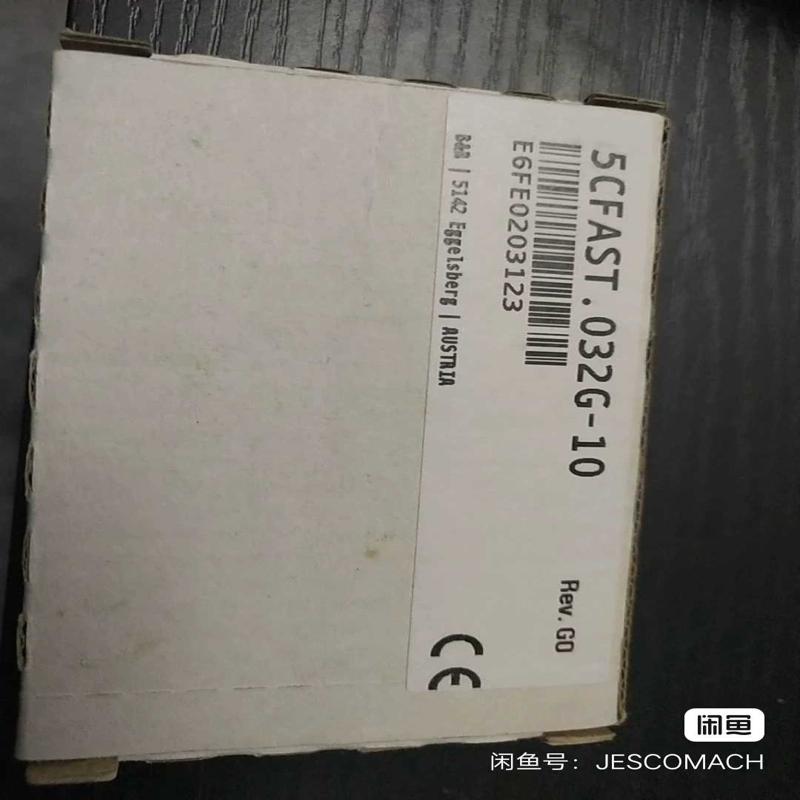 5CFAST.032G-10
E6FE0203123
Rev. G0
B&R | 5142 Eggelsberg | AUSTRIA
CE
闲鱼
闲鱼号：JESCOMACH